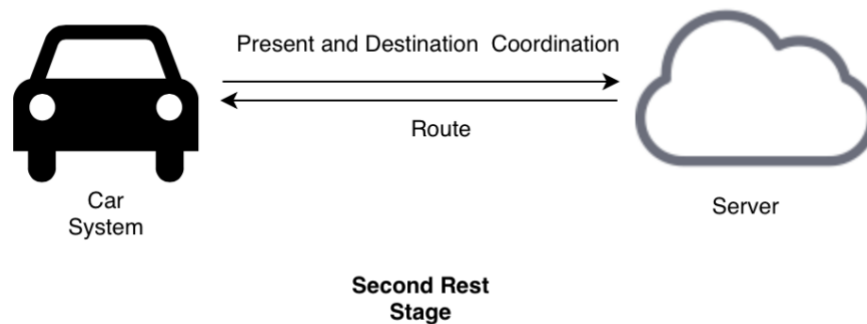 Present and Destination Coordination
Route
Car
System
Server
Second Rest
Stage